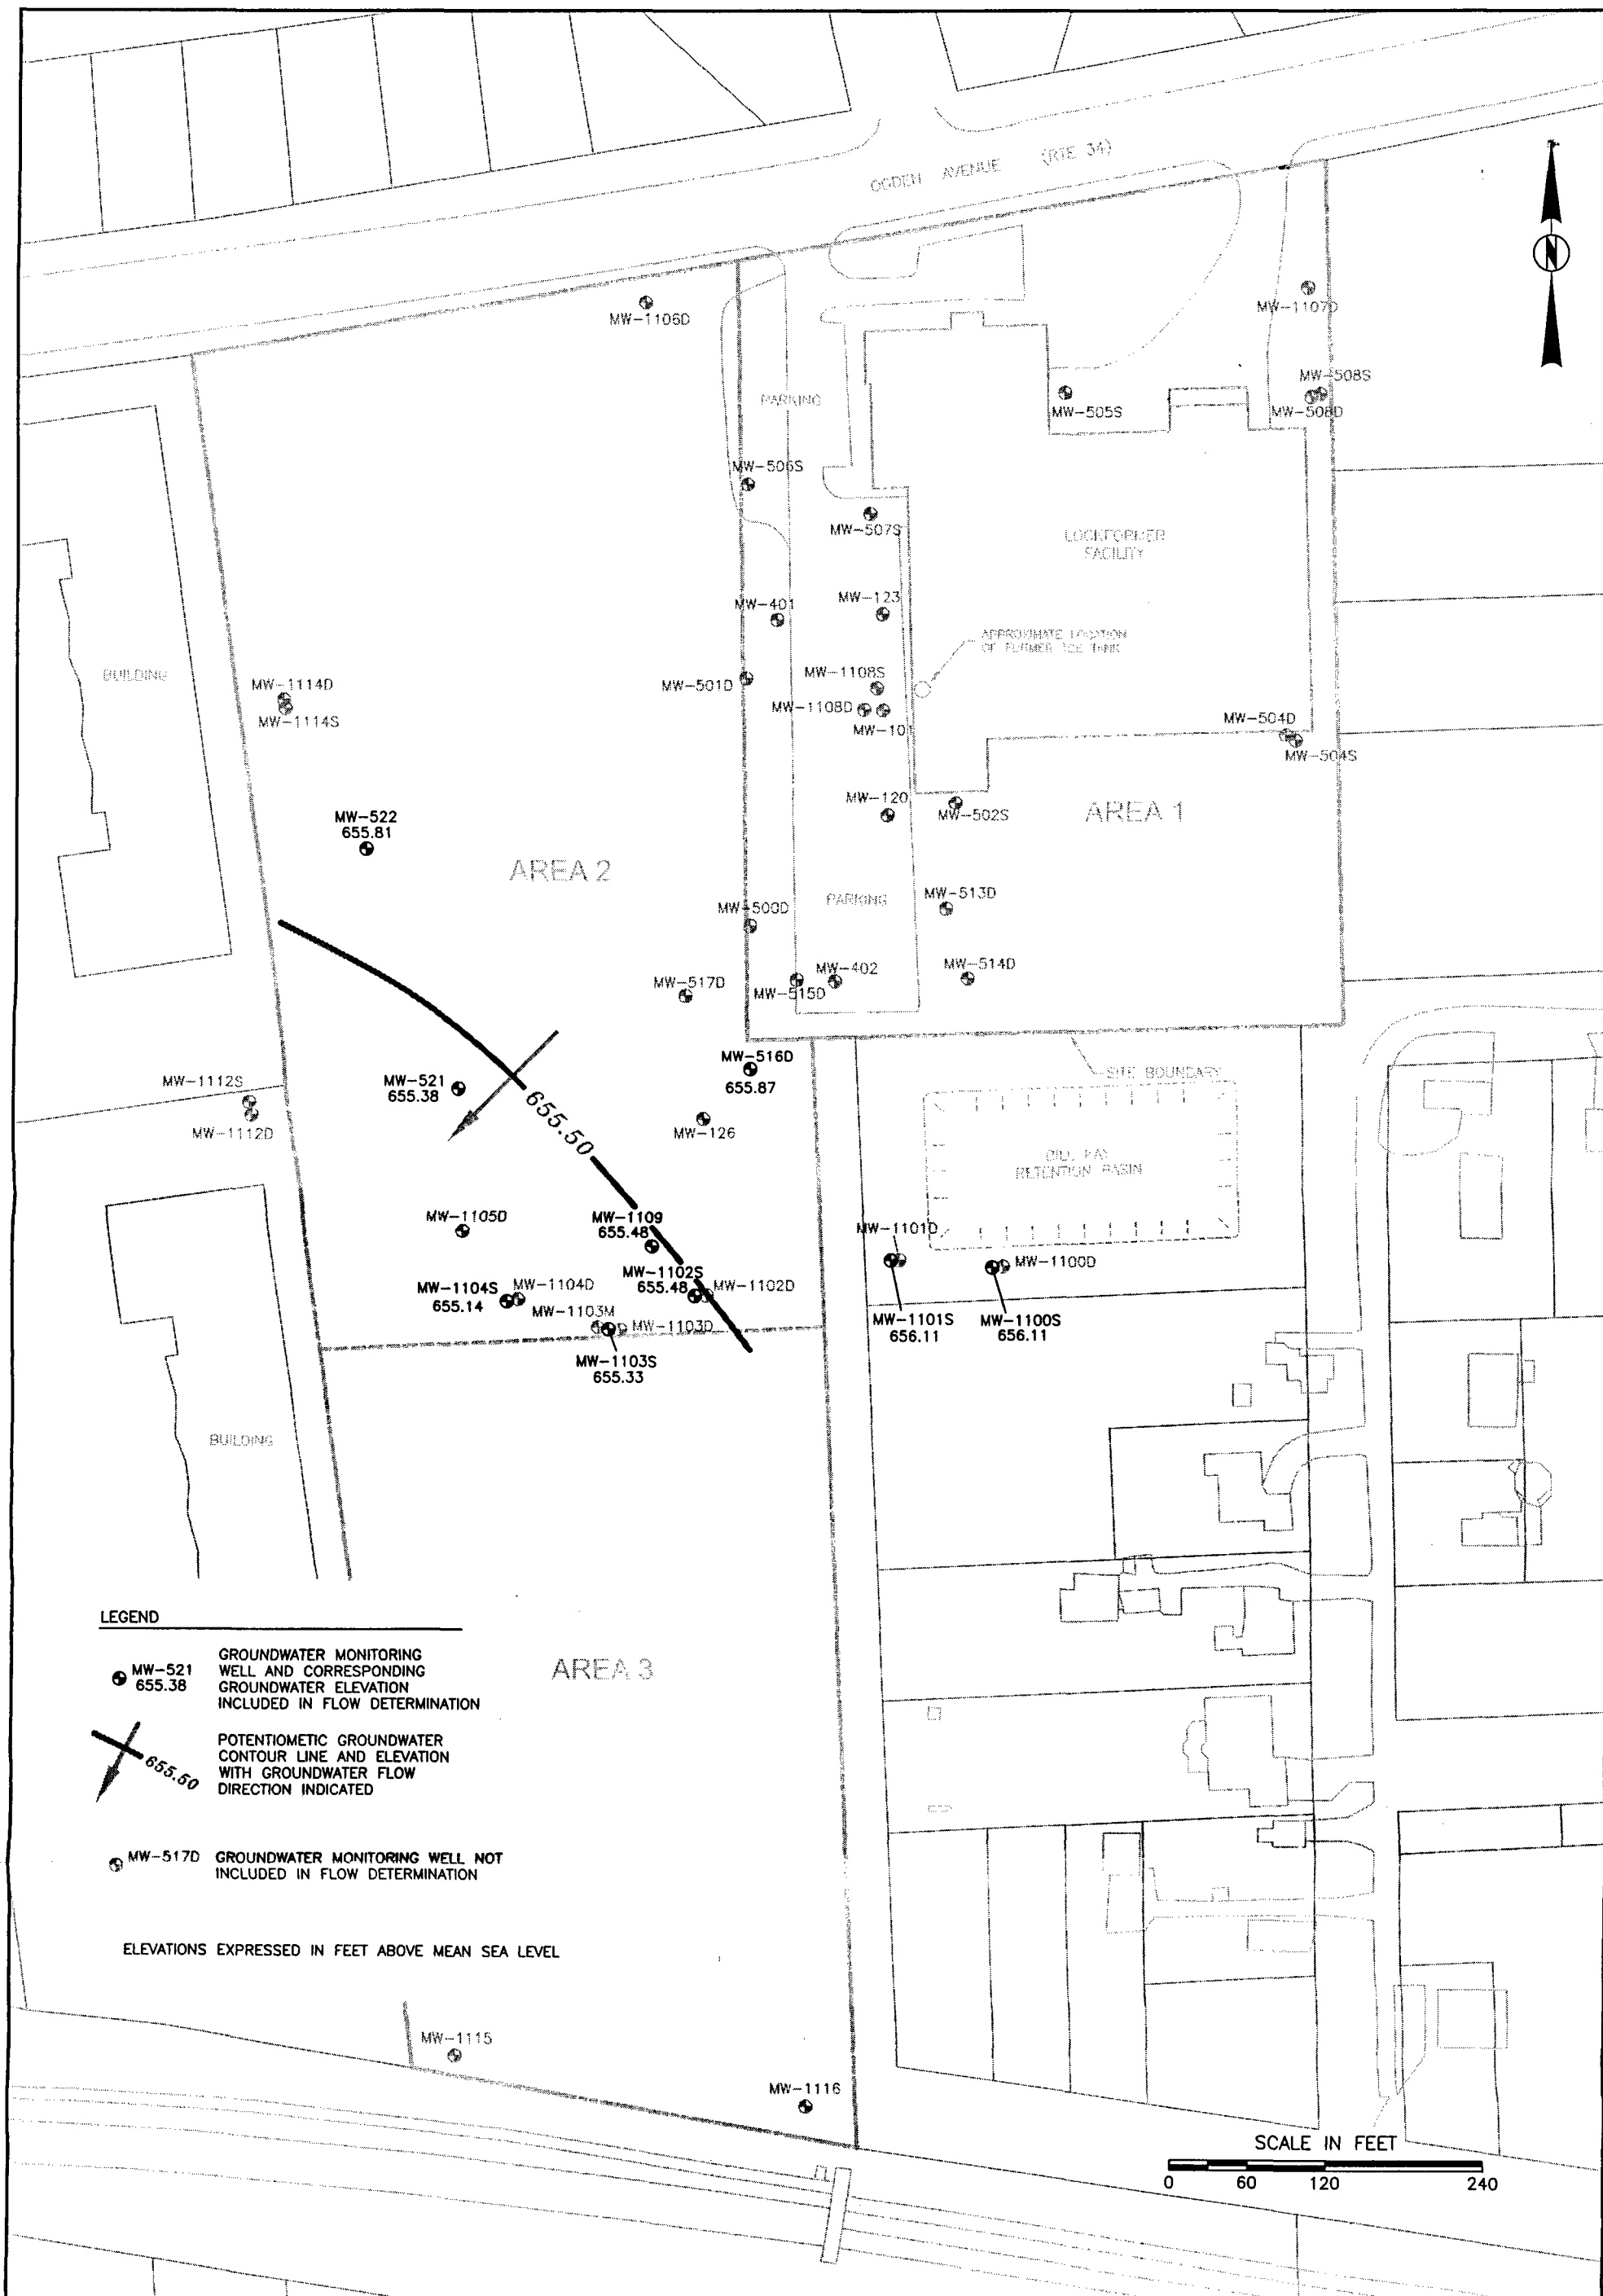 OGDEN AVENUE (RTE 34)
N
MW-1106D
MW-1107D
PARKING
MW-505S
MW-508S
MW-508D
MW-506S
MW-507S
LOCKFORMER
FACILITY
MW-401
MW-123
APPROXIMATE LOCATION
OF FORMER TCE TANK
BUILDING
MW-1114D
MW-1114S
MW-501D
MW-1108S
MW-1108D
MW-101
MW-504D
MW-504S
MW-522
655.81
MW-120
MW-502S
AREA 1
AREA 2
MW-500D
PARKING
MW-513D
MW-517D
MW-515D
MW-402
MW-514D
MW-516D
655.87
SITE BOUNDARY
MW-1112S
MW-1112D
MW-521
655.38
655.50
MW-126
RETENTION BASIN
MW-1105D
MW-1109
655.48
MW-1101D
MW-1100D
MW-1104S
655.14
MW-1104D
MW-1102S
655.48
MW-1102D
MW-1103M
MW-1103D
MW-1103S
655.33
MW-1101S
656.11
MW-1100S
656.11
BUILDING
LEGEND
MW-521
655.38
GROUNDWATER MONITORING
WELL AND CORRESPONDING
GROUNDWATER ELEVATION
INCLUDED IN FLOW DETERMINATION
AREA 3
655.50
POTENTIOMETIC GROUNDWATER
CONTOUR LINE AND ELEVATION
WITH GROUNDWATER FLOW
DIRECTION INDICATED
MW-517D
GROUNDWATER MONITORING WELL NOT
INCLUDED IN FLOW DETERMINATION
ELEVATIONS EXPRESSED IN FEET ABOVE MEAN SEA LEVEL
MW-1115
MW-1116
SCALE IN FEET
0 60 120 240